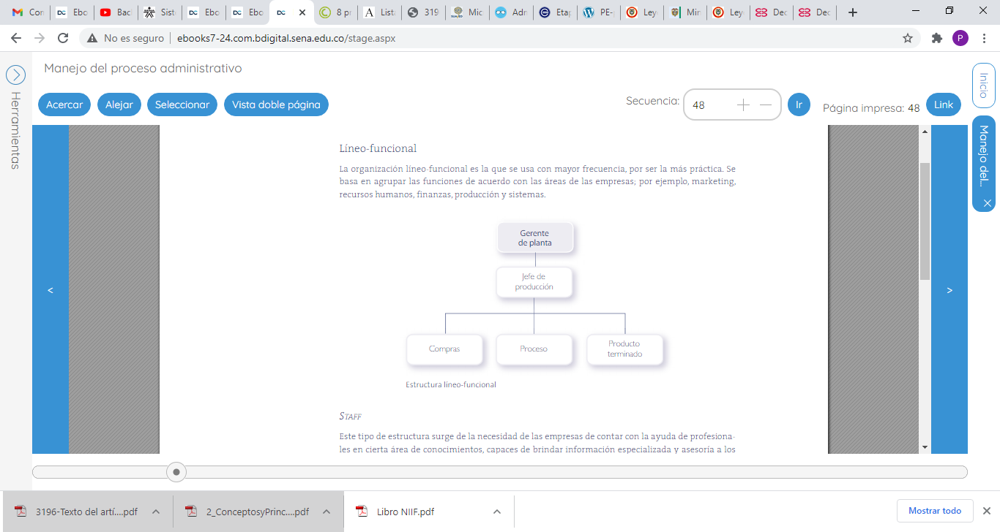 Cor
Ebo
Bac
Sist
Ebo
Ebo
8 pr
Lista
319
Mic
Adr
Etap
PE-
Ley
Min
Ley
Dec
Dec
No es seguro
ebooks7-24.com.bdigital.sena.edu.co/stage.aspx
P
Herramientas
Manejo del proceso administrativo
Acercar
Alejar
Seleccionar
Vista doble página
Secuencia:
48
Ir
Página impresa: 48
Link
Inicio
Manejo del...
<
>
Líneo-funcional
La organización líneo-funcional es la que se usa con mayor frecuencia, por ser la más práctica. Se
basa en agrupar las funciones de acuerdo con las áreas de las empresas; por ejemplo, marketing,
recursos humanos, finanzas, producción y sistemas.
Gerente
de planta
Jefe de
producción
Compras
Proceso
Producto
terminado
Estructura líneo-funcional
STAFF
Este tipo de estructura surge de la necesidad de las empresas de contar con la ayuda de profesiona-
les en cierta área de conocimientos, capaces de brindar información especializada y asesoría a los
3196-Texto del artí....pdf
2_ConceptosyPrinc....pdf
Libro NIIF.pdf
Mostrar todo